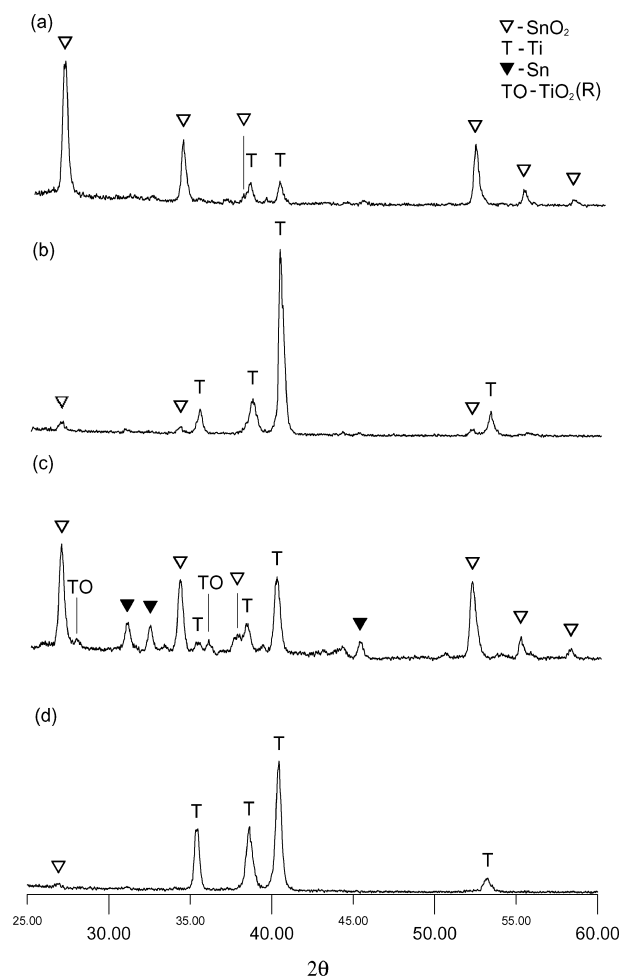 (a)
▽-SnO₂
T-Ti
▼-Sn
TO-TiO₂(R)
T T
(b)
T
T
T
T
(c)
TO
T
TO
T
T
(d)
T
T
T
T
25.00 30.00 35.00 40.00 45.00 50.00 55.00 60.00
2θ